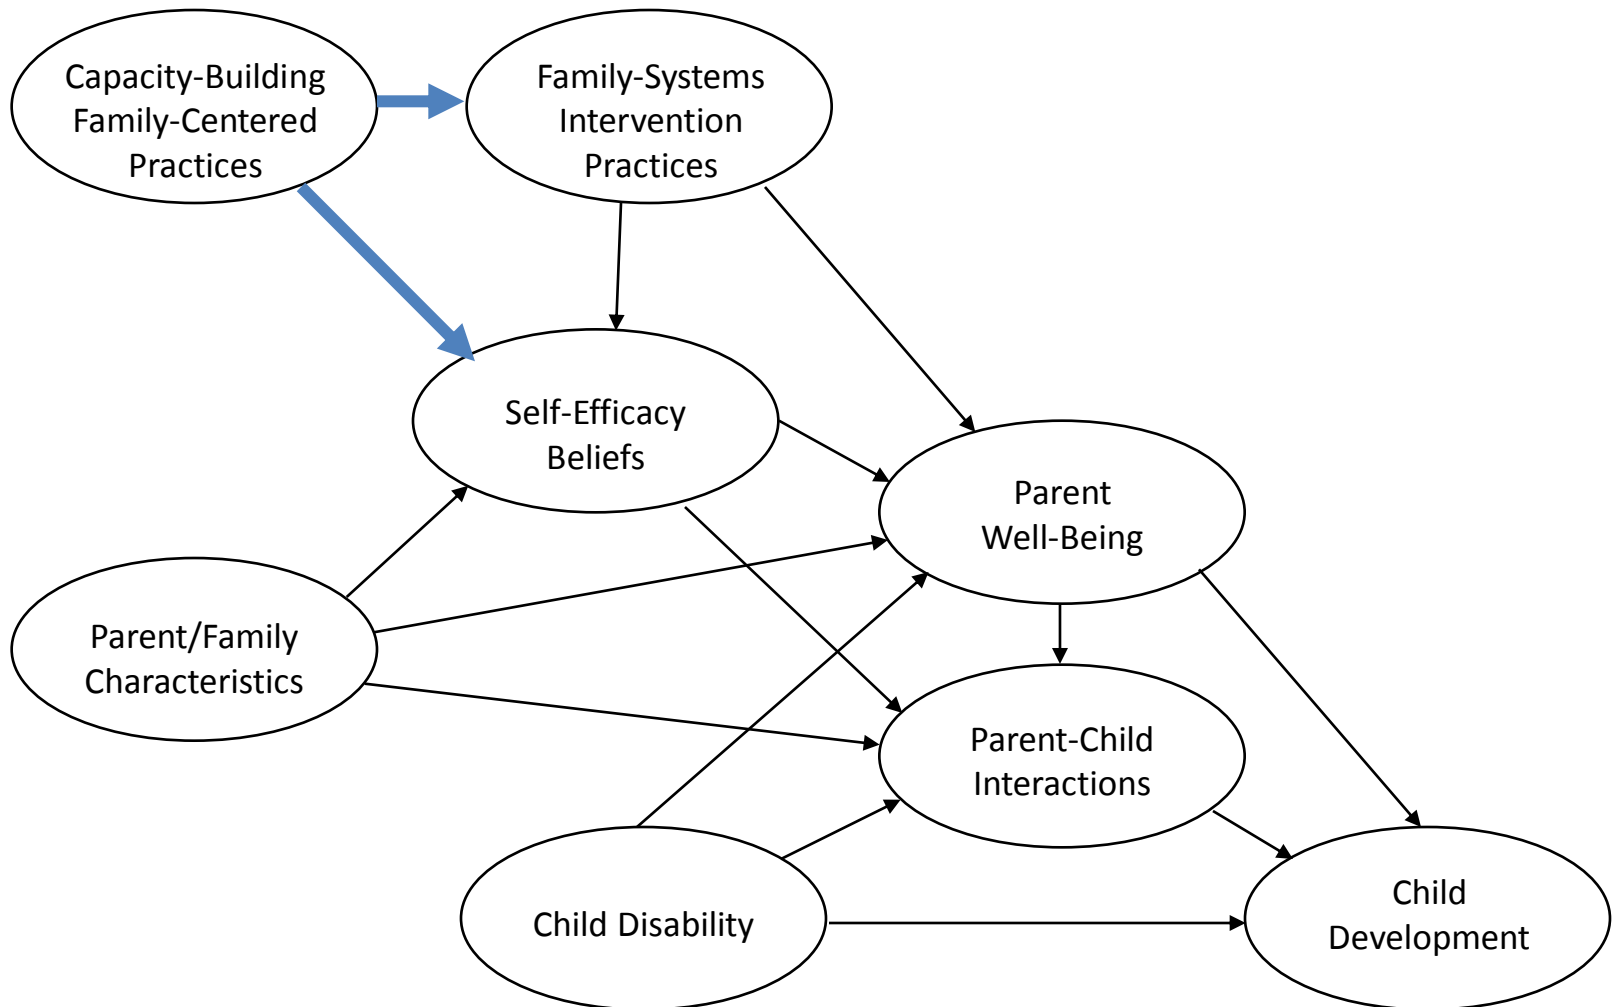 Capacity-Building
Family-Centered
Practices
Family-Systems
Intervention
Practices
Self-Efficacy
Beliefs
Parent
Well-Being
Parent/Family
Characteristics
Parent-Child
Interactions
Child Disability
Child
Development